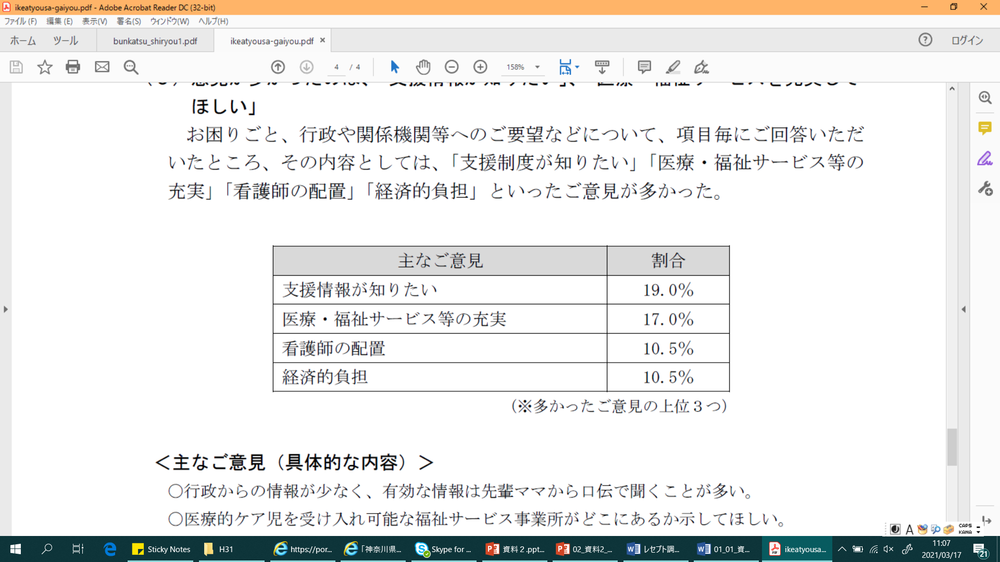 ikeatyousa-gaiyou.pdf - Adobe Acrobat Reader DC (32-bit)
ファイル(F) 編集(E) 表示(V) 署名(S) ウィンドウ(W) ヘルプ(H)
ホーム ツール bunkatsu_shiryou1.pdf ikeatyousa-gaiyou.pdf × ログイン
4 / 4 158%
ほしい」
お困りごと、行政や関係機関等へのご要望などについて、項目毎にご回答いただ
いたところ、その内容としては、「支援制度が知りたい」「医療・福祉サービス等の
充実」「看護師の配置」「経済的負担」といったご意見が多かった。
主なご意見 割合
支援情報が知りたい 19.0%
医療・福祉サービス等の充実 17.0%
看護師の配置 10.5%
経済的負担 10.5%
（※多かったご意見の上位３つ）
＜主なご意見（具体的な内容）＞
○行政からの情報が少なく、有効な情報は先輩ママから口伝で聞くことが多い。
○医療的ケア児を受け入れ可能な福祉サービス事業所がどこにあるか示してほしい。
A CAPS
KANA
Sticky Notes H31 https://por... 「神奈川県... Skype for ... 資料２.ppt... 02_資料2_... レセプト調... 01_01_資... ikeatyousa... 11:07
2021/03/17 21